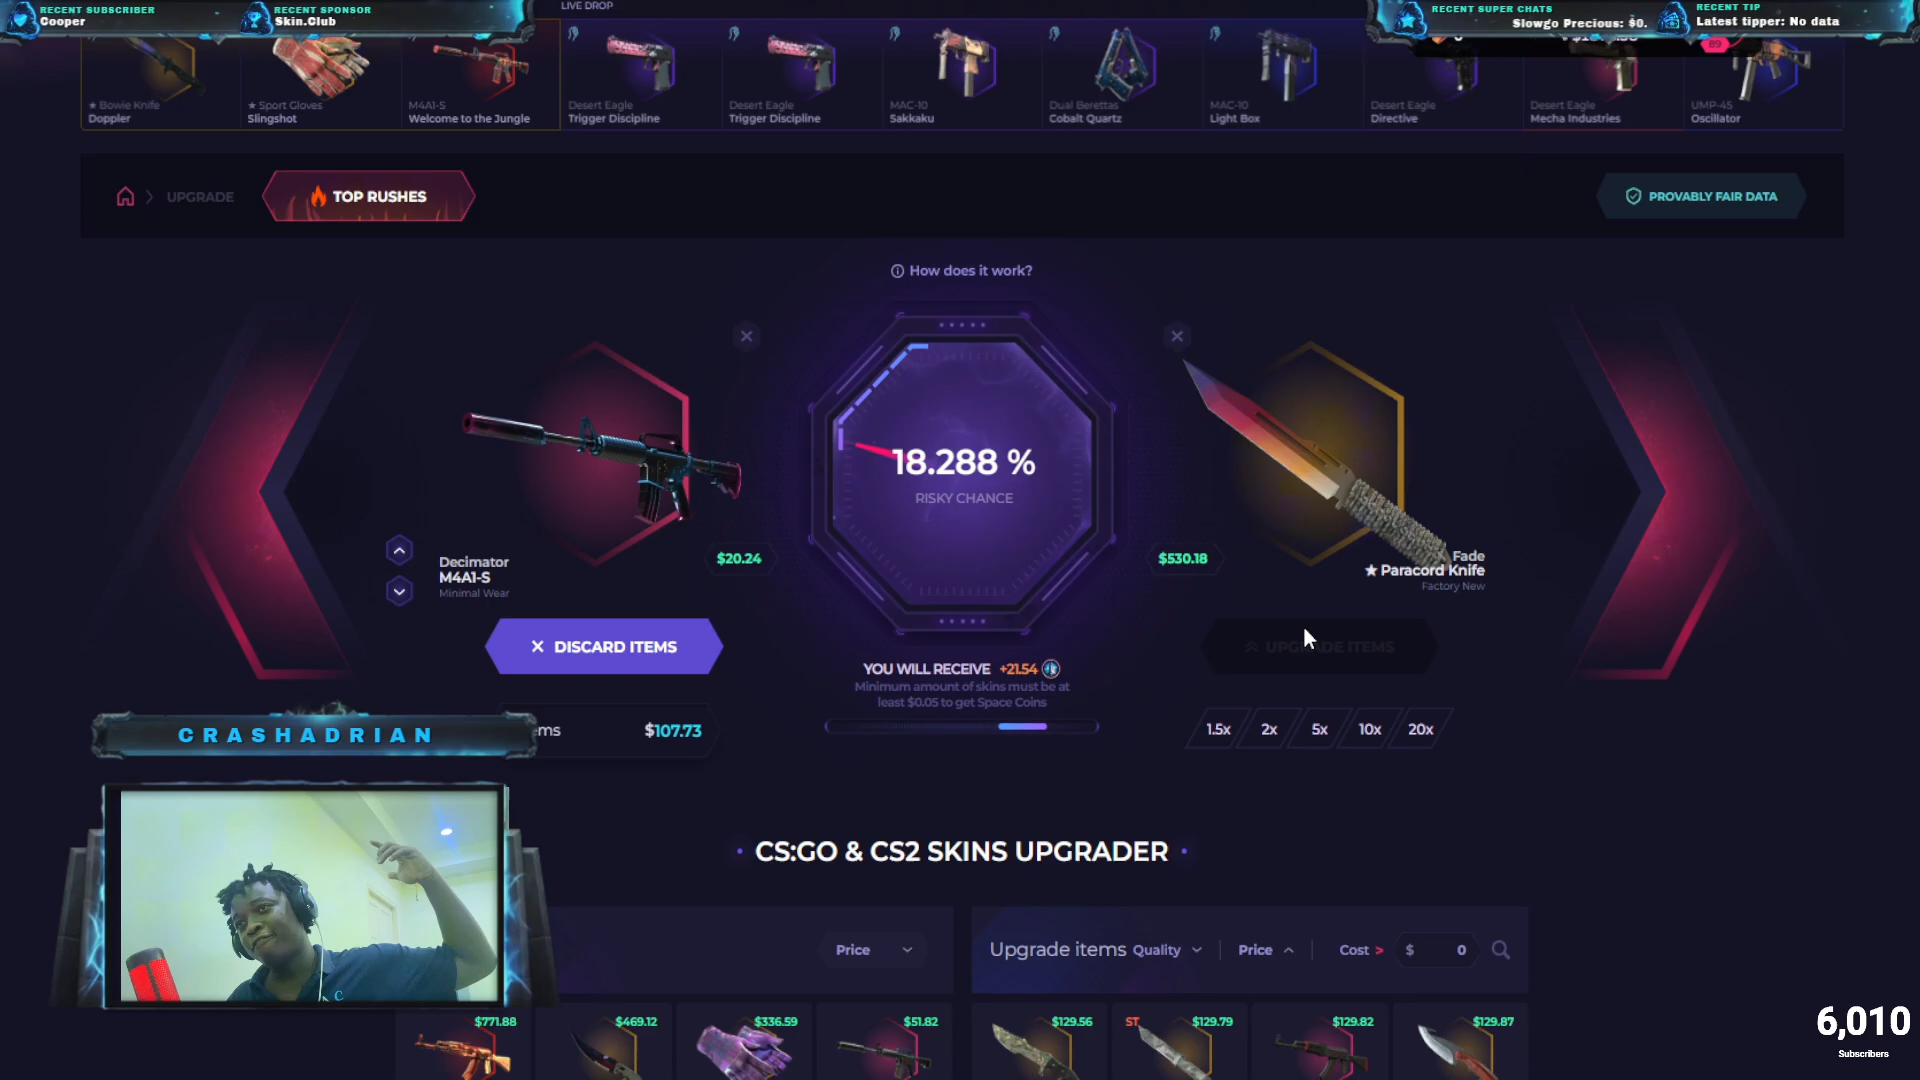 RECENT SUBSCRIBER
Cooper
RECENT SPONSOR
Skin.Club
LIVE DROP
RECENT SUPER CHATS
Slowgo Precious: $0.
RECENT TIP
Latest tipper: No data
89
★ Bowie Knife
Doppler
★ Sport Gloves
Slingshot
M4A1-S
Welcome to the Jungle
Desert Eagle
Trigger Discipline
Desert Eagle
Trigger Discipline
MAC-10
Sakkaku
Dual Berettas
Cobalt Quartz
MAC-10
Light Box
Desert Eagle
Directive
Desert Eagle
Mecha Industries
UMP-45
Oscillator
UPGRADE
TOP RUSHES
PROVABLY FAIR DATA
How does it work?
18.288 %
RISKY CHANCE
$20.24
$530.18
Decimator
M4A1-S
Minimal Wear
Fade
★ Paracord Knife
Factory New
DISCARD ITEMS
UPGRADE ITEMS
YOU WILL RECEIVE +21.54
Minimum amount of skins must be at
least $0.05 to get Space Coins
CRASHADRIAN
ems
$107.73
1.5x 2x 5x 10x 20x
CS:GO & CS2 SKINS UPGRADER
Price
Upgrade items Quality Price Cost > $ 0
$771.88
$469.12
$336.59
$51.82
$129.56
ST $129.79
$129.82
$129.87
6,010
Subscribers